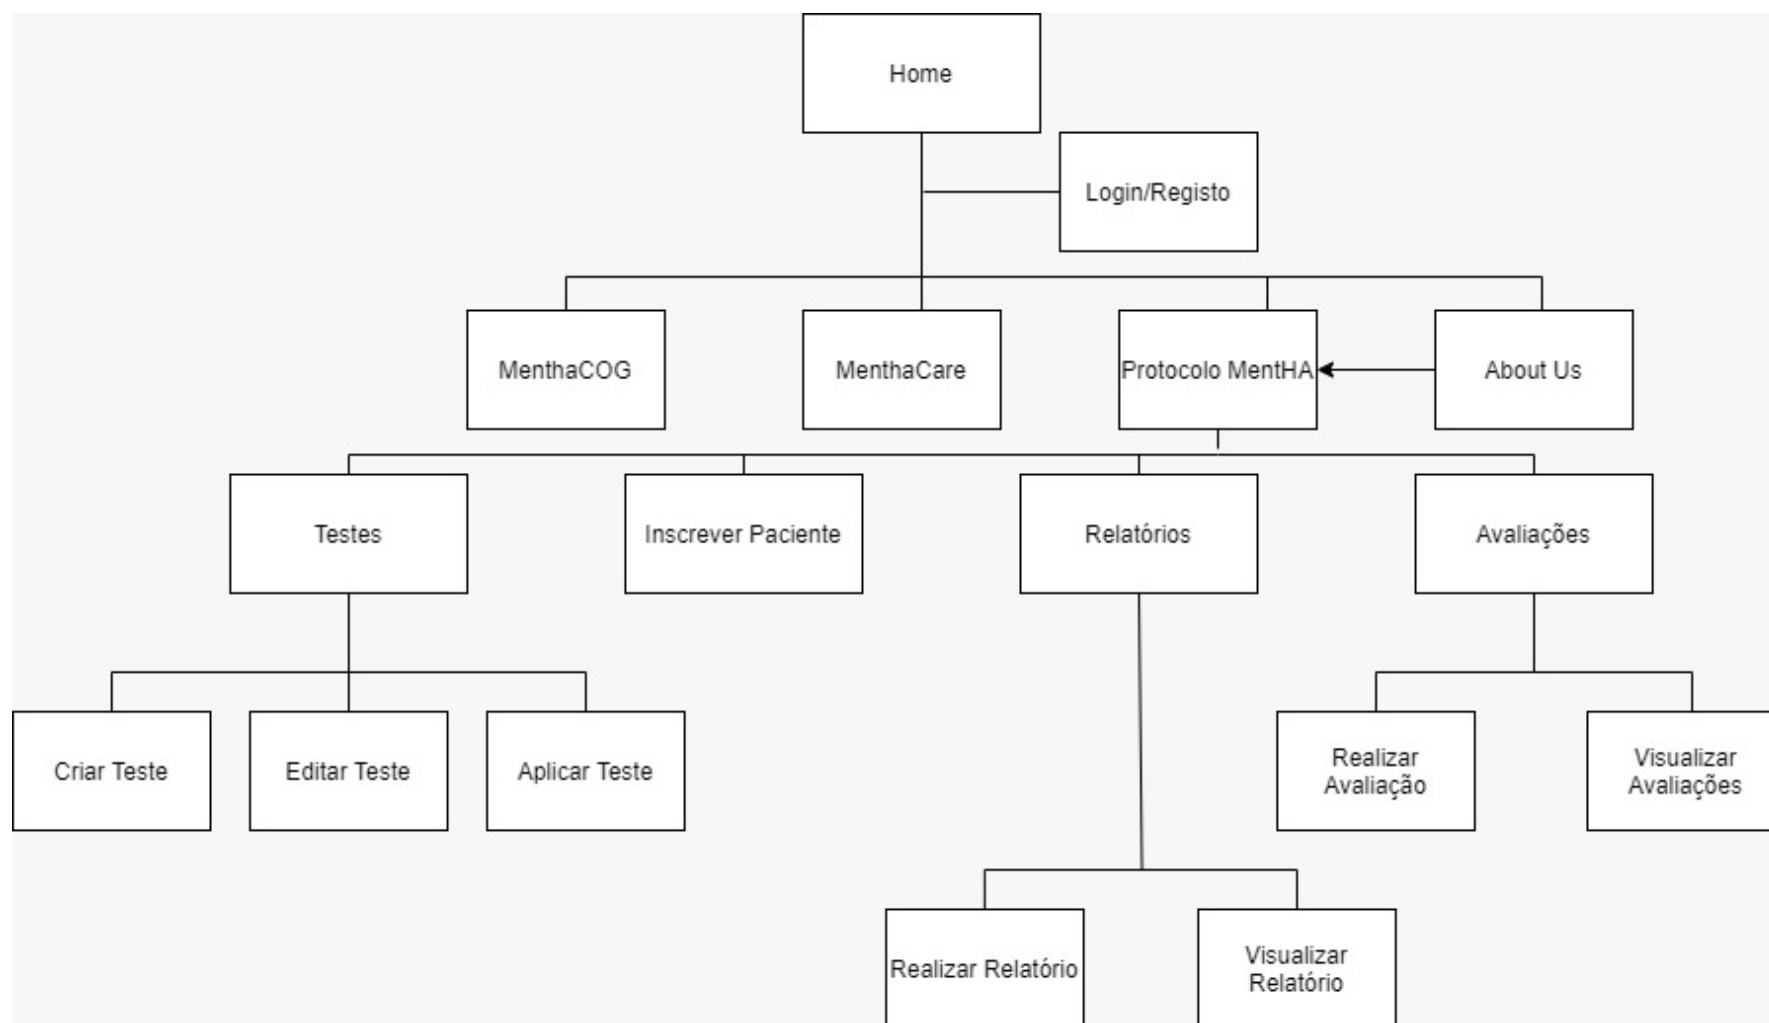 Home
Login/Registo
MenthaCOG
MenthaCare
Protocolo MentHA
About Us
Testes
Inscrever Paciente
Relatórios
Avaliações
Criar Teste
Editar Teste
Aplicar Teste
Realizar
Avaliação
Visualizar
Avaliações
Realizar Relatório
Visualizar
Relatório